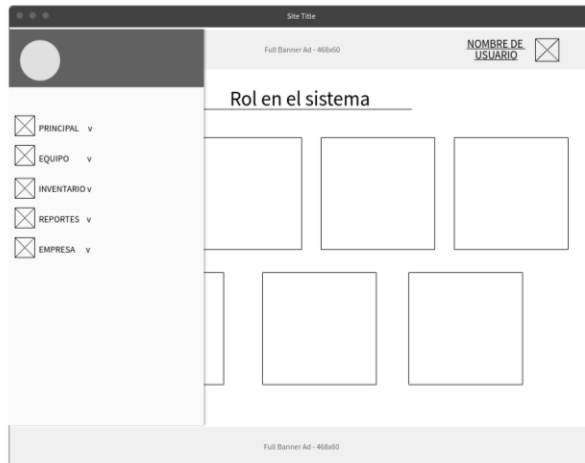 Site Title
Full Banner Ad - 468x60
NOMBRE DE
USUARIO
Rol en el sistema
PRINCIPAL v
EQUIPO v
INVENTARIO v
REPORTES v
EMPRESA v
Full Banner Ad - 468x60